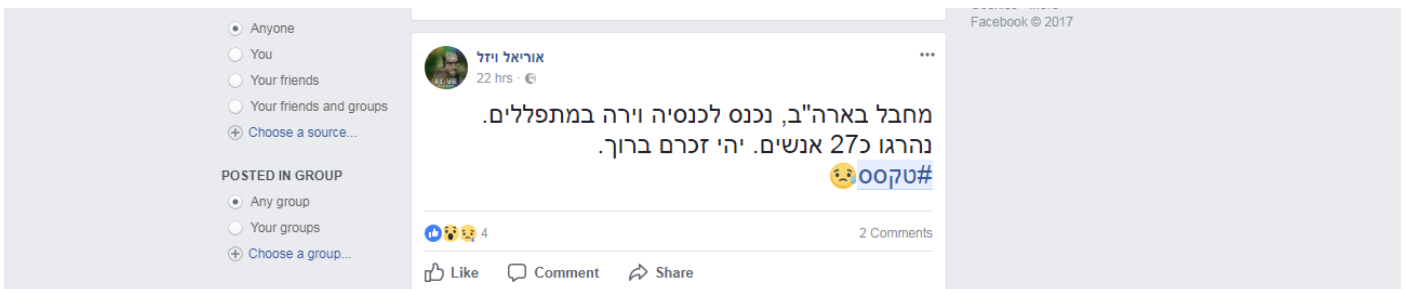 Anyone
You
Your friends
Your friends and groups
Choose a source...
POSTED IN GROUP
Any group
Your groups
Choose a group...
אוריאל ויזל
22 hrs ·
מחבל בארה"ב, נכנס לכנסיה וירה במתפללים.
נהרגו כ27 אנשים. יהי זכרם ברוך.
#טקסס😢
4
2 Comments
Like Comment Share
Facebook © 2017